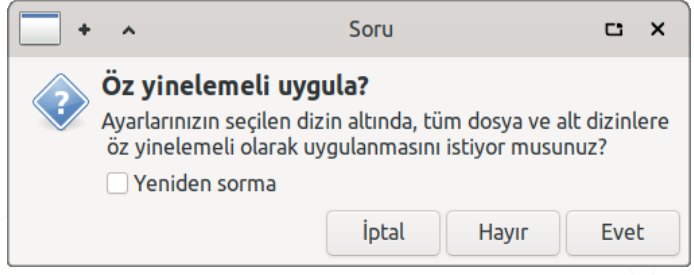 Soru
Öz yinelemeli uygula?
Ayarlarınızın seçilen dizin altında, tüm dosya ve alt dizinlere
öz yinelemeli olarak uygulanmasını istiyor musunuz?
Yeniden sorma
İptal Hayır Evet